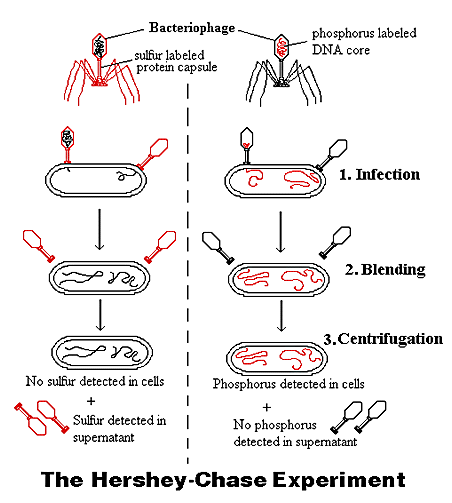 Bacteriophage
sulfur labeled
protein capsule
phosphorus labeled
DNA core
1. Infection
2. Blending
3. Centrifugation
No sulfur detected in cells
+
Sulfur detected in
supernatant
Phosphorus detected in cells
+
No phosphorus
detected in supernatant
The Hershey-Chase Experiment